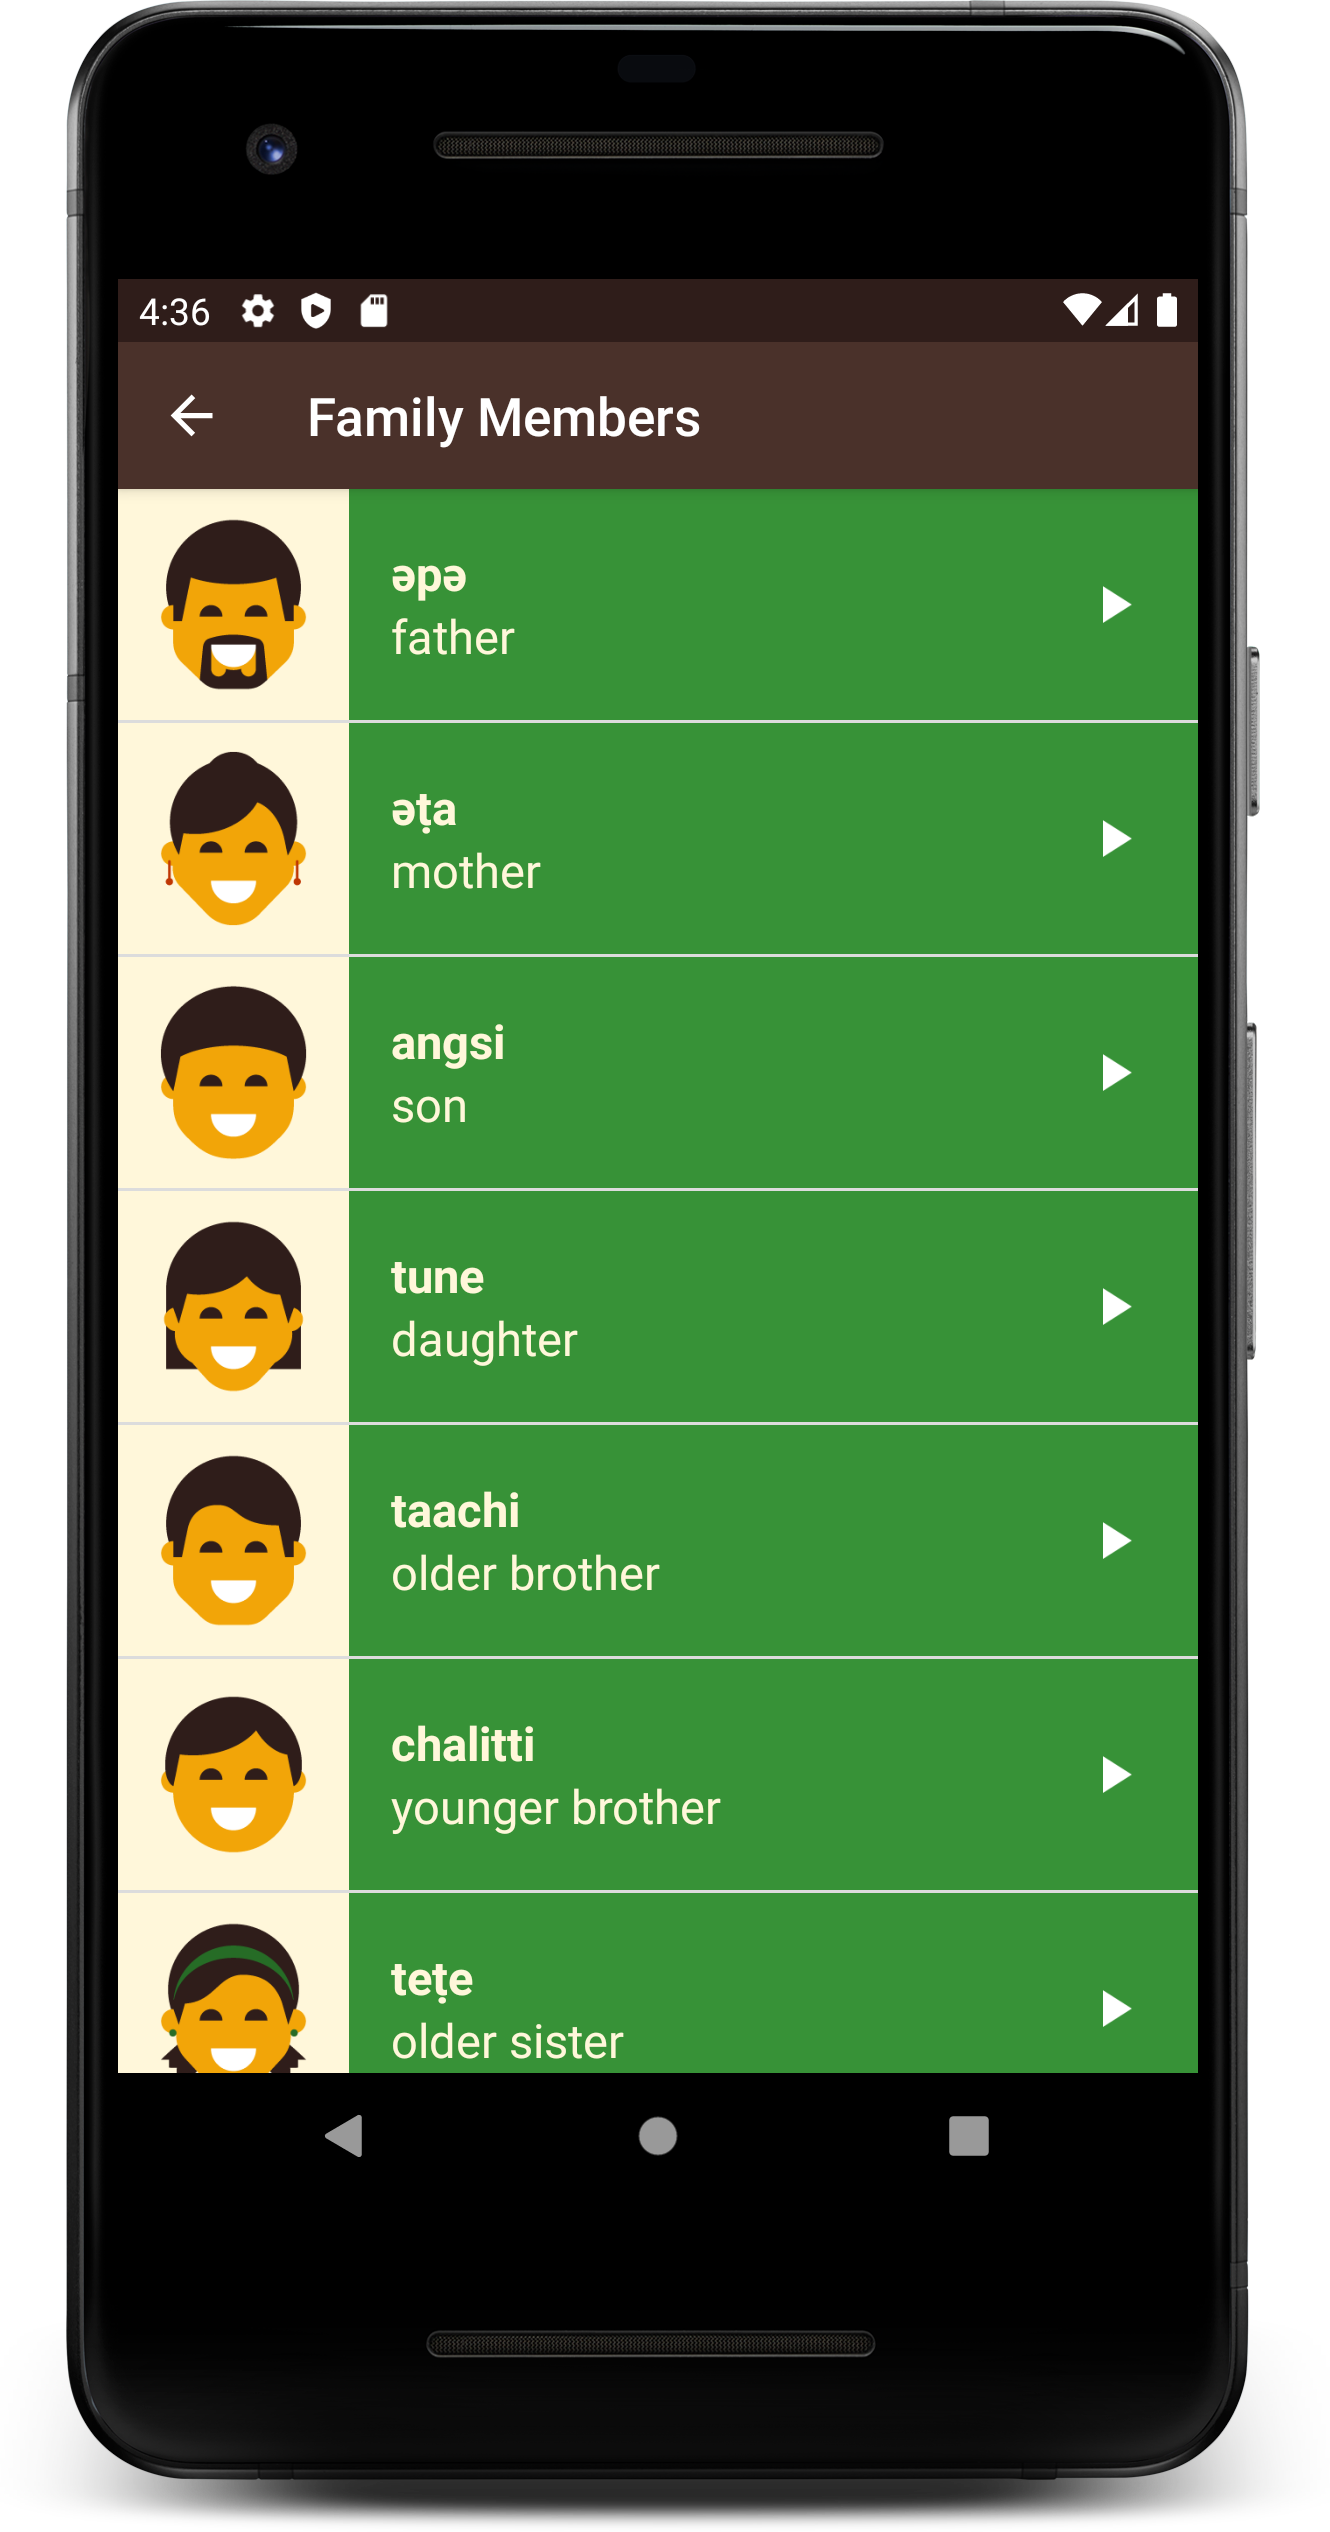 4:36
Family Members
əpə
father
əṭa
mother
angsi
son
tune
daughter
taachi
older brother
chalitti
younger brother
teṭe
older sister